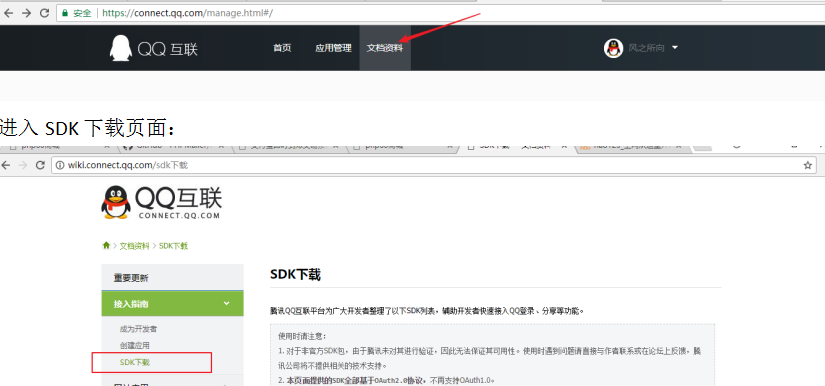 安全 https://connect.qq.com/manage.html#/
QQ互联 首页 应用管理 文档资料 风之所向
进入 SDK 下载页面：
wiki.connect.qq.com/sdk下载
QQ互联
CONNECT.QQ.COM
文档资料 > SDK下载
重要更新
接入指南
成为开发者
创建应用
SDK下载
SDK下载
腾讯QQ互联平台为广大开发者整理了以下SDK列表，辅助开发者快速接入QQ登录、分享等功能。
使用时请注意：
1. 对于非官方SDK包，由于腾讯未对其进行验证，因此无法保证其可用性。使用时遇到问题请直接与作者联系或在论坛上反馈，腾
讯公司将不提供相关的技术支持。
2. 本页面提供的SDK全部基于OAuth2.0协议，不再支持OAuth1.0。